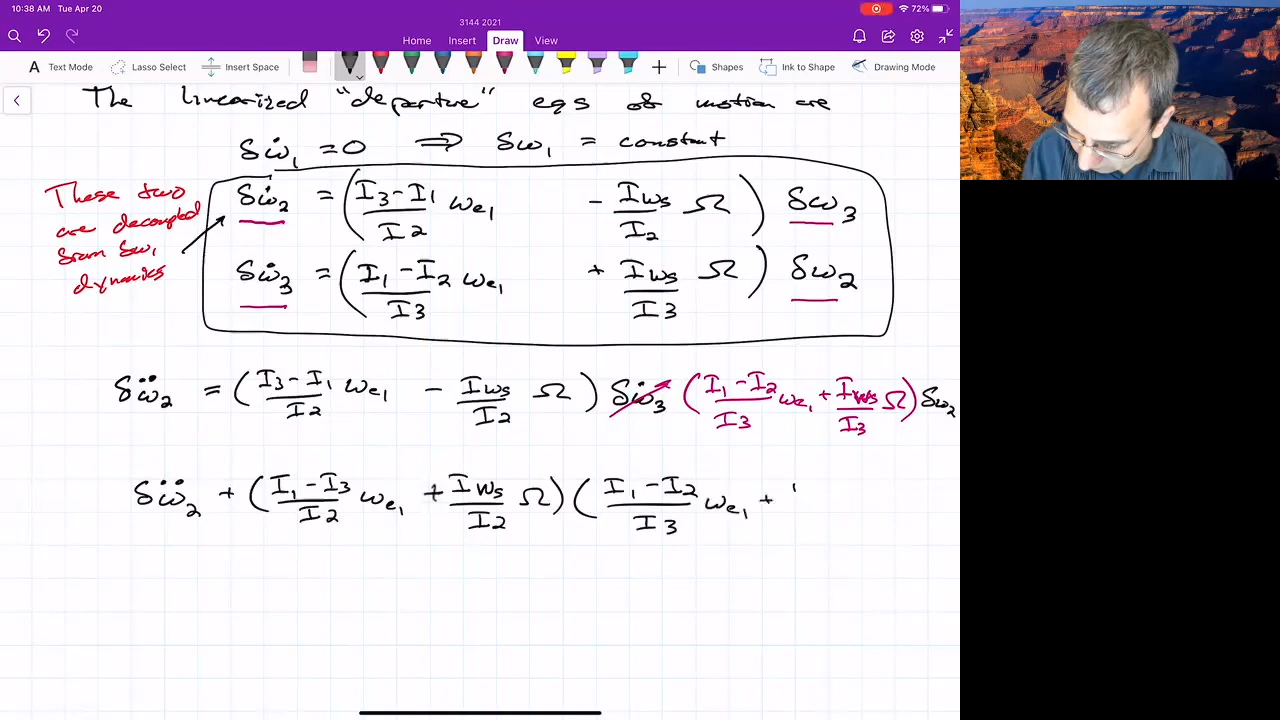 10:38 AM Tue Apr 20
72%
3144 2021
Home Insert Draw View
Text Mode Lasso Select Insert Space Shapes Ink to Shape Drawing Mode
The linearized "departure" eqs of motion are
δω̇₁ = 0 ⟹ δω₁ = constant
These two
are decoupled
from δω₁
dynamics
δω̇₂ = ( (I₃ - I₁)/I₂ ωe₁ - Iws/I₂ Ω ) δω₃
δω̇₃ = ( (I₁ - I₂)/I₃ ωe₁ + Iws/I₃ Ω ) δω₂
δω̈₂ = ( (I₃ - I₁)/I₂ ωe₁ - Iws/I₂ Ω ) δω̇₃ ( (I₁ - I₂)/I₃ ωe₁ + Iws/I₃ Ω ) δω₂
δω̈₂ + ( (I₁ - I₃)/I₂ ωe₁ + Iws/I₂ Ω ) ( (I₁ - I₂)/I₃ ωe₁ +